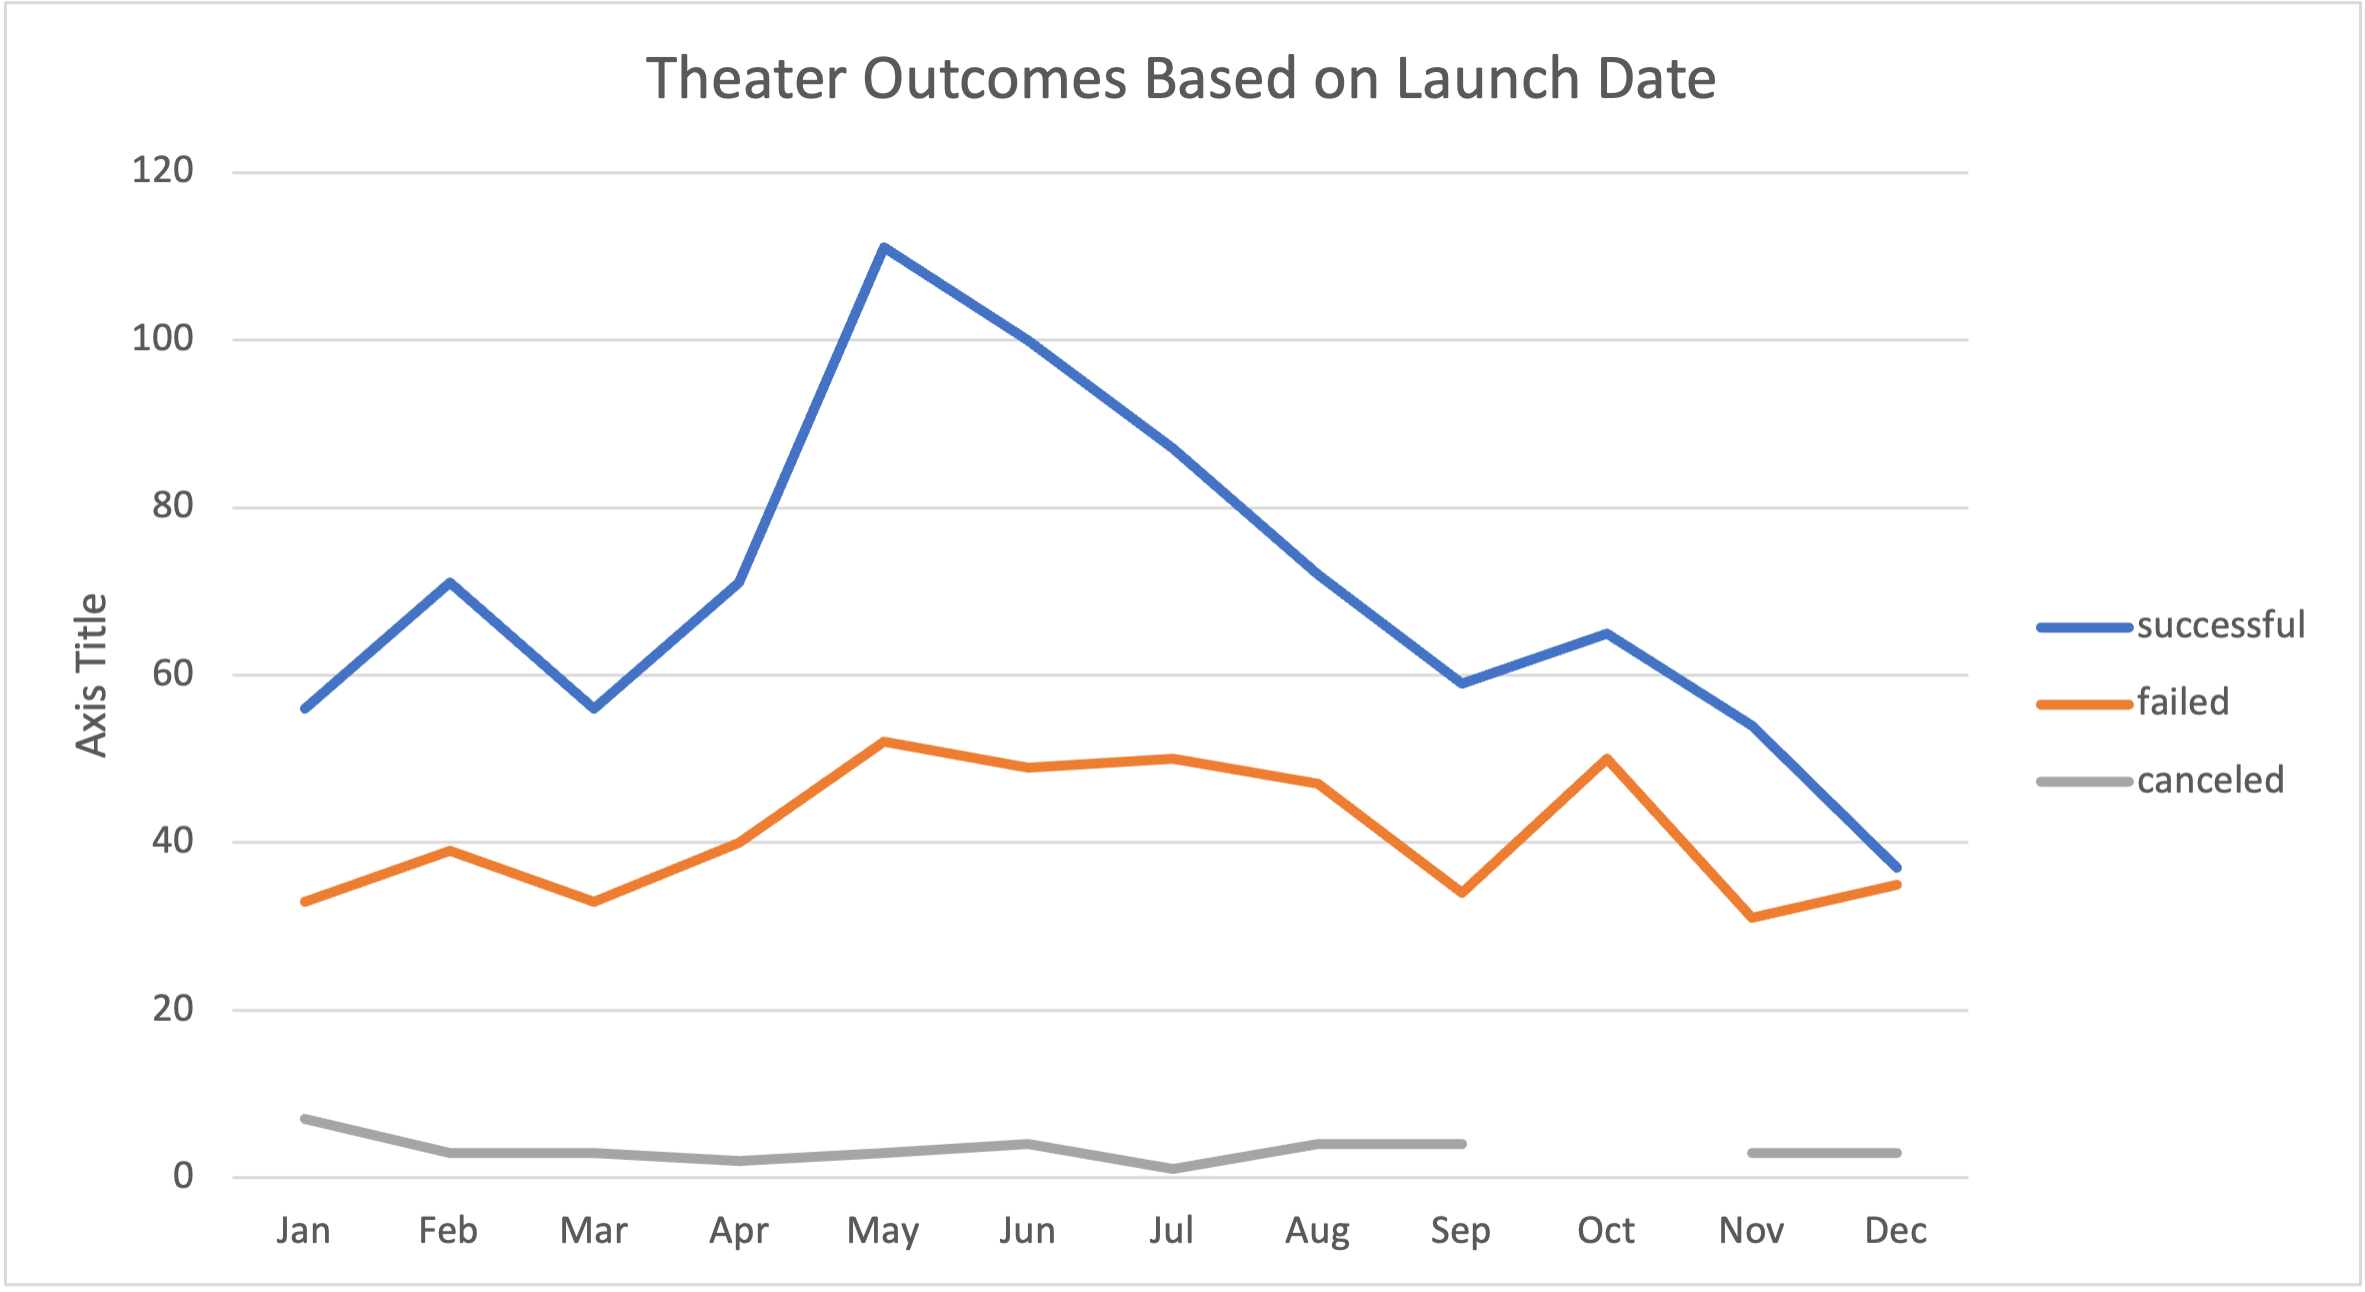 Theater Outcomes Based on Launch Date
120
100
80
60
40
20
0
Axis Title
Jan Feb Mar Apr May Jun Jul Aug Sep Oct Nov Dec
successful
failed
canceled